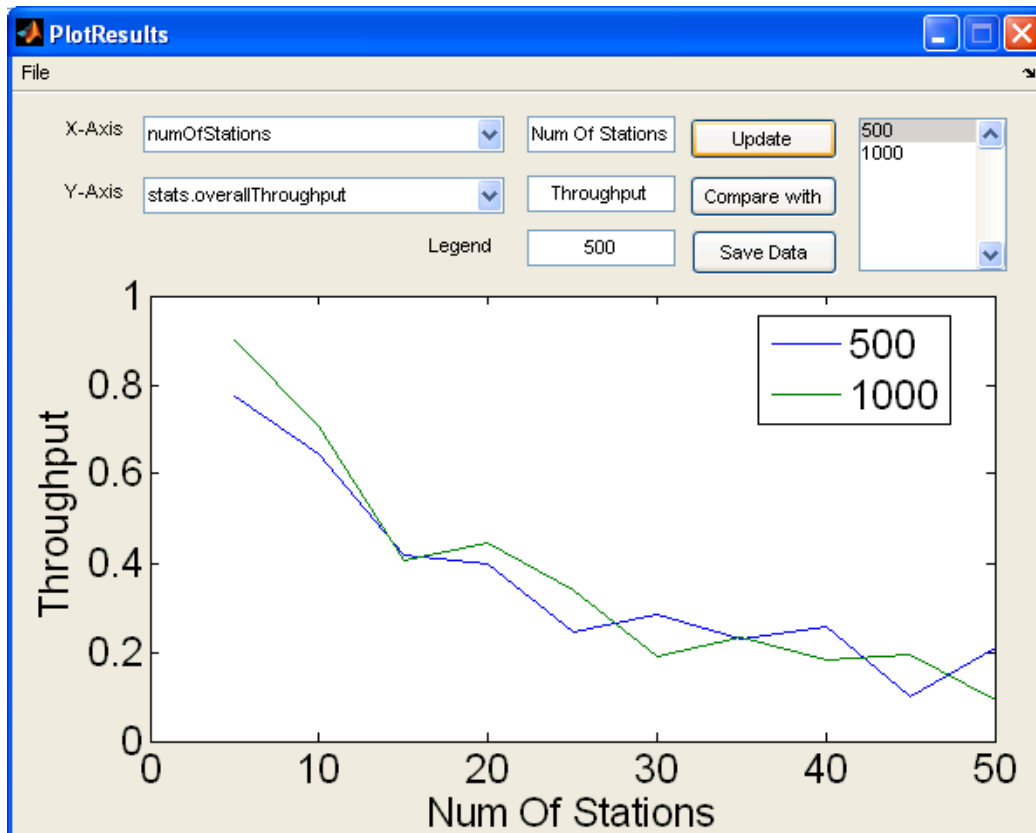 PlotResults
File
X-Axis numOfStations Num Of Stations Update 500
1000
Y-Axis stats.overallThroughput Throughput Compare with
Legend 500 Save Data
1
0.8
0.6
0.4
0.2
0
Throughput
500
1000
0 10 20 30 40 50
Num Of Stations